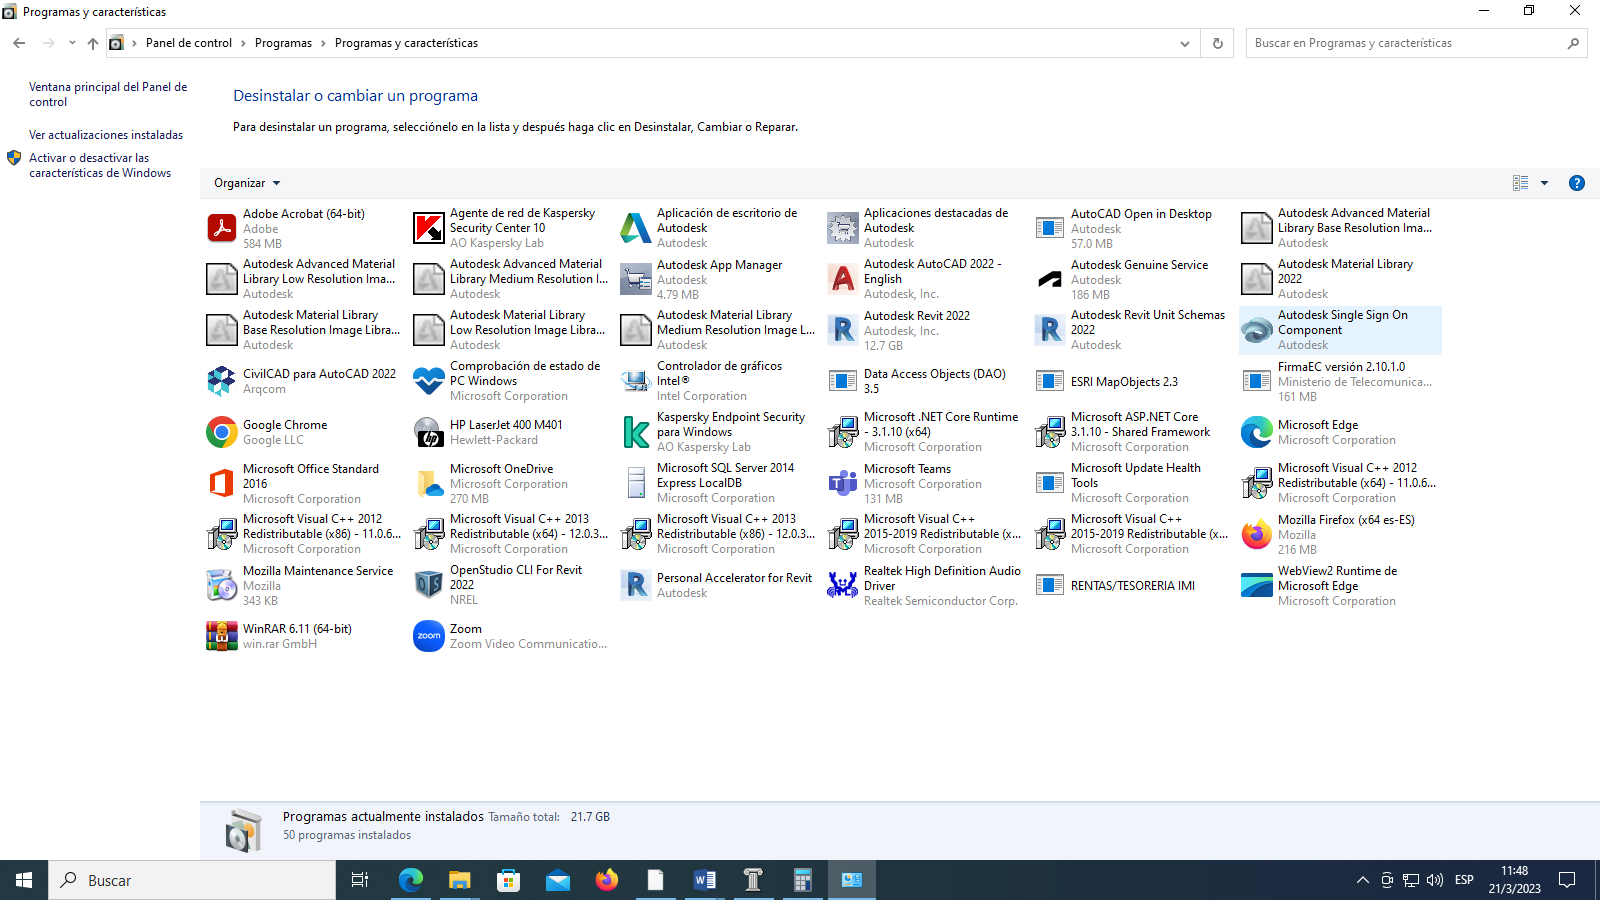 Programas y características
Panel de control > Programas > Programas y características
Buscar en Programas y características
Ventana principal del Panel de
control
Ver actualizaciones instaladas
Activar o desactivar las
características de Windows
Desinstalar o cambiar un programa
Para desinstalar un programa, selecciónelo en la lista y después haga clic en Desinstalar, Cambiar o Reparar.
Organizar
Adobe Acrobat (64-bit)
Adobe
584 MB
Agente de red de Kaspersky
Security Center 10
AO Kaspersky Lab
Aplicación de escritorio de
Autodesk
Autodesk
Aplicaciones destacadas de
Autodesk
Autodesk
AutoCAD Open in Desktop
Autodesk
57.0 MB
Autodesk Advanced Material
Library Base Resolution Ima...
Autodesk
Autodesk Advanced Material
Library Low Resolution Ima...
Autodesk
Autodesk Advanced Material
Library Medium Resolution I...
Autodesk
Autodesk App Manager
Autodesk
4.79 MB
Autodesk AutoCAD 2022 -
English
Autodesk, Inc.
Autodesk Genuine Service
Autodesk
186 MB
Autodesk Material Library
2022
Autodesk
Autodesk Material Library
Base Resolution Image Libra...
Autodesk
Autodesk Material Library
Low Resolution Image Libra...
Autodesk
Autodesk Material Library
Medium Resolution Image L...
Autodesk
Autodesk Revit 2022
Autodesk, Inc.
12.7 GB
Autodesk Revit Unit Schemas
2022
Autodesk
Autodesk Single Sign On
Component
Autodesk
CivilCAD para AutoCAD 2022
Arqcom
Comprobación de estado de
PC Windows
Microsoft Corporation
Controlador de gráficos
Intel®
Intel Corporation
Data Access Objects (DAO)
3.5
ESRI MapObjects 2.3
FirmaEC versión 2.10.1.0
Ministerio de Telecomunica...
161 MB
Google Chrome
Google LLC
HP LaserJet 400 M401
Hewlett-Packard
Kaspersky Endpoint Security
para Windows
AO Kaspersky Lab
Microsoft .NET Core Runtime
- 3.1.10 (x64)
Microsoft Corporation
Microsoft ASP.NET Core
3.1.10 - Shared Framework
Microsoft Corporation
Microsoft Edge
Microsoft Corporation
Microsoft Office Standard
2016
Microsoft Corporation
Microsoft OneDrive
Microsoft Corporation
270 MB
Microsoft SQL Server 2014
Express LocalDB
Microsoft Corporation
Microsoft Teams
Microsoft Corporation
131 MB
Microsoft Update Health
Tools
Microsoft Corporation
Microsoft Visual C++ 2012
Redistributable (x64) - 11.0.6...
Microsoft Corporation
Microsoft Visual C++ 2012
Redistributable (x86) - 11.0.6...
Microsoft Corporation
Microsoft Visual C++ 2013
Redistributable (x64) - 12.0.3...
Microsoft Corporation
Microsoft Visual C++ 2013
Redistributable (x86) - 12.0.3...
Microsoft Corporation
Microsoft Visual C++
2015-2019 Redistributable (x...
Microsoft Corporation
Microsoft Visual C++
2015-2019 Redistributable (x...
Microsoft Corporation
Mozilla Firefox (x64 es-ES)
Mozilla
216 MB
Mozilla Maintenance Service
Mozilla
343 KB
OpenStudio CLI For Revit
2022
NREL
Personal Accelerator for Revit
Autodesk
Realtek High Definition Audio
Driver
Realtek Semiconductor Corp.
RENTAS/TESORERIA IMI
WebView2 Runtime de
Microsoft Edge
Microsoft Corporation
WinRAR 6.11 (64-bit)
win.rar GmbH
zoom
Zoom
Zoom Video Communicatio...
Programas actualmente instalados Tamaño total: 21.7 GB
50 programas instalados
Buscar
ESP
11:48
21/3/2023